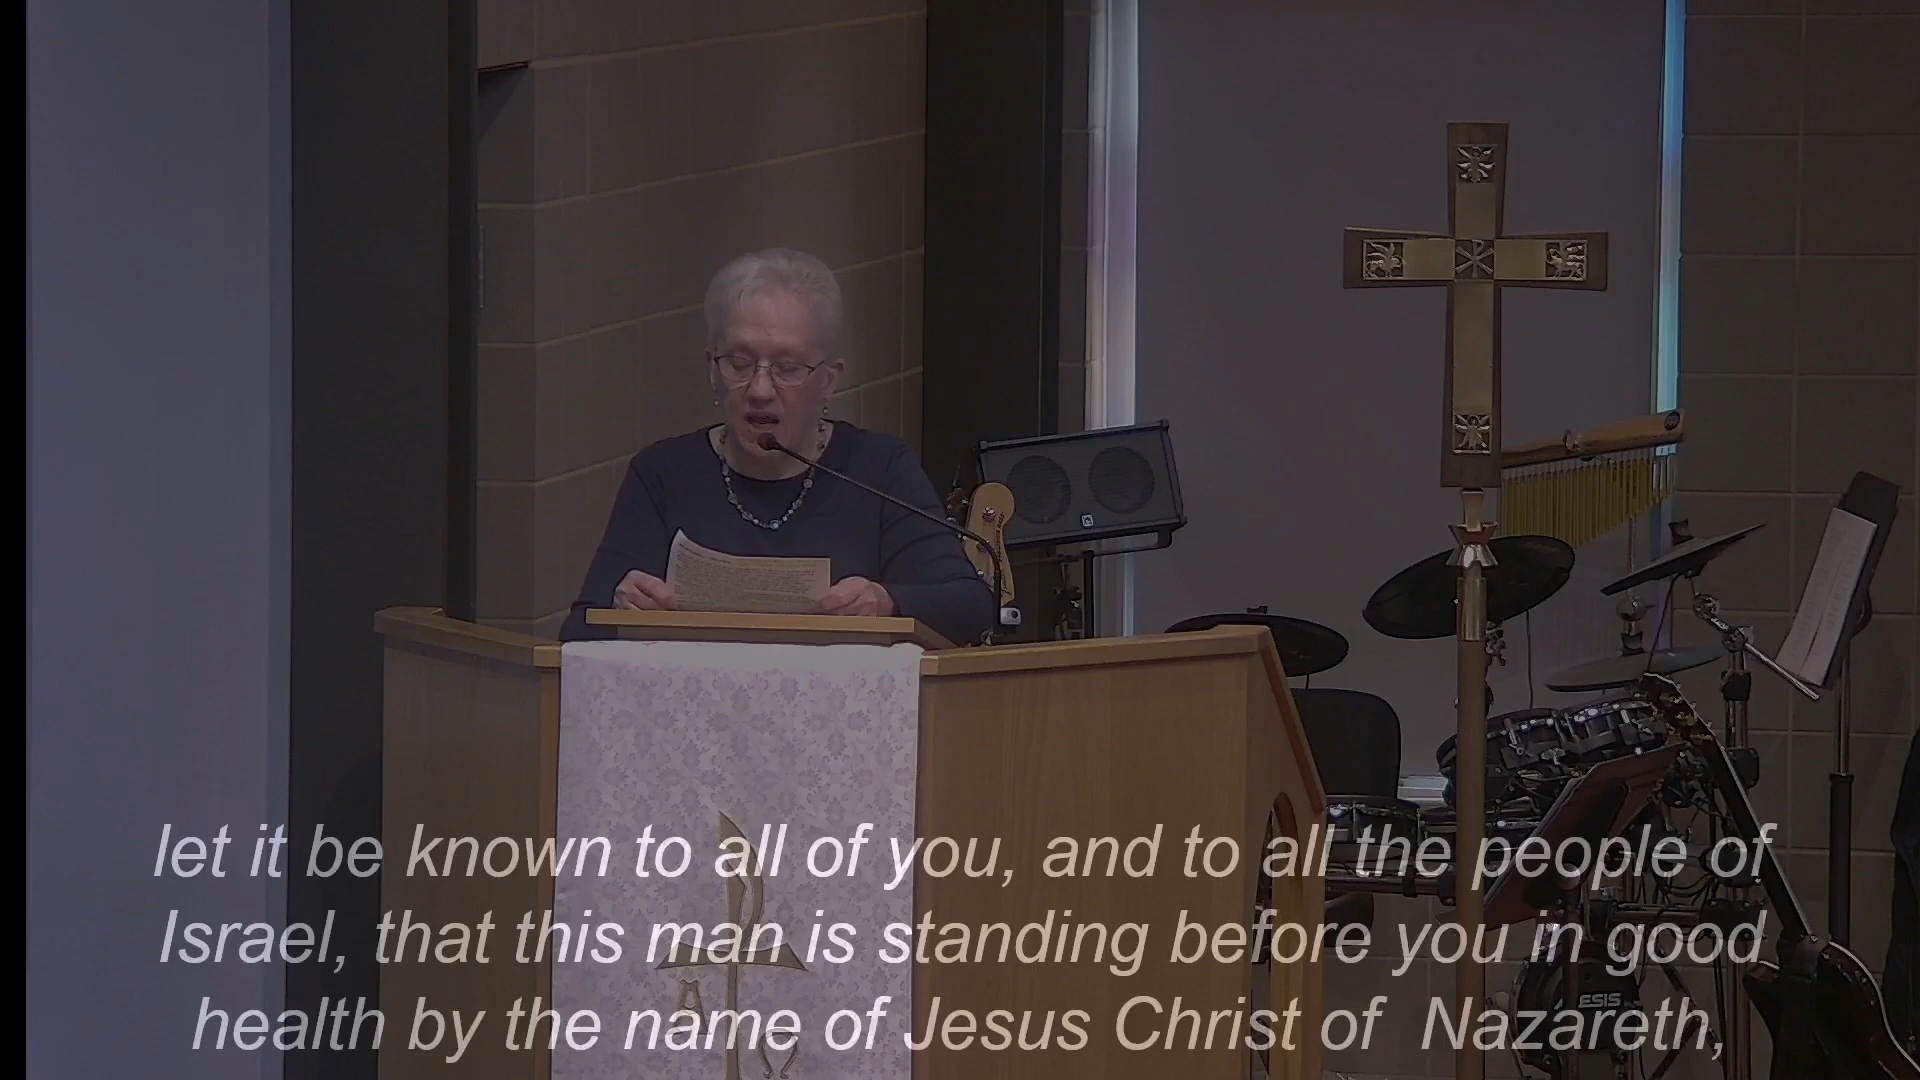 let it be known to all of you, and to all the people of
Israel, that this man is standing before you in good
health by the name of Jesus Christ of Nazareth,
Α
Ω
ESIS